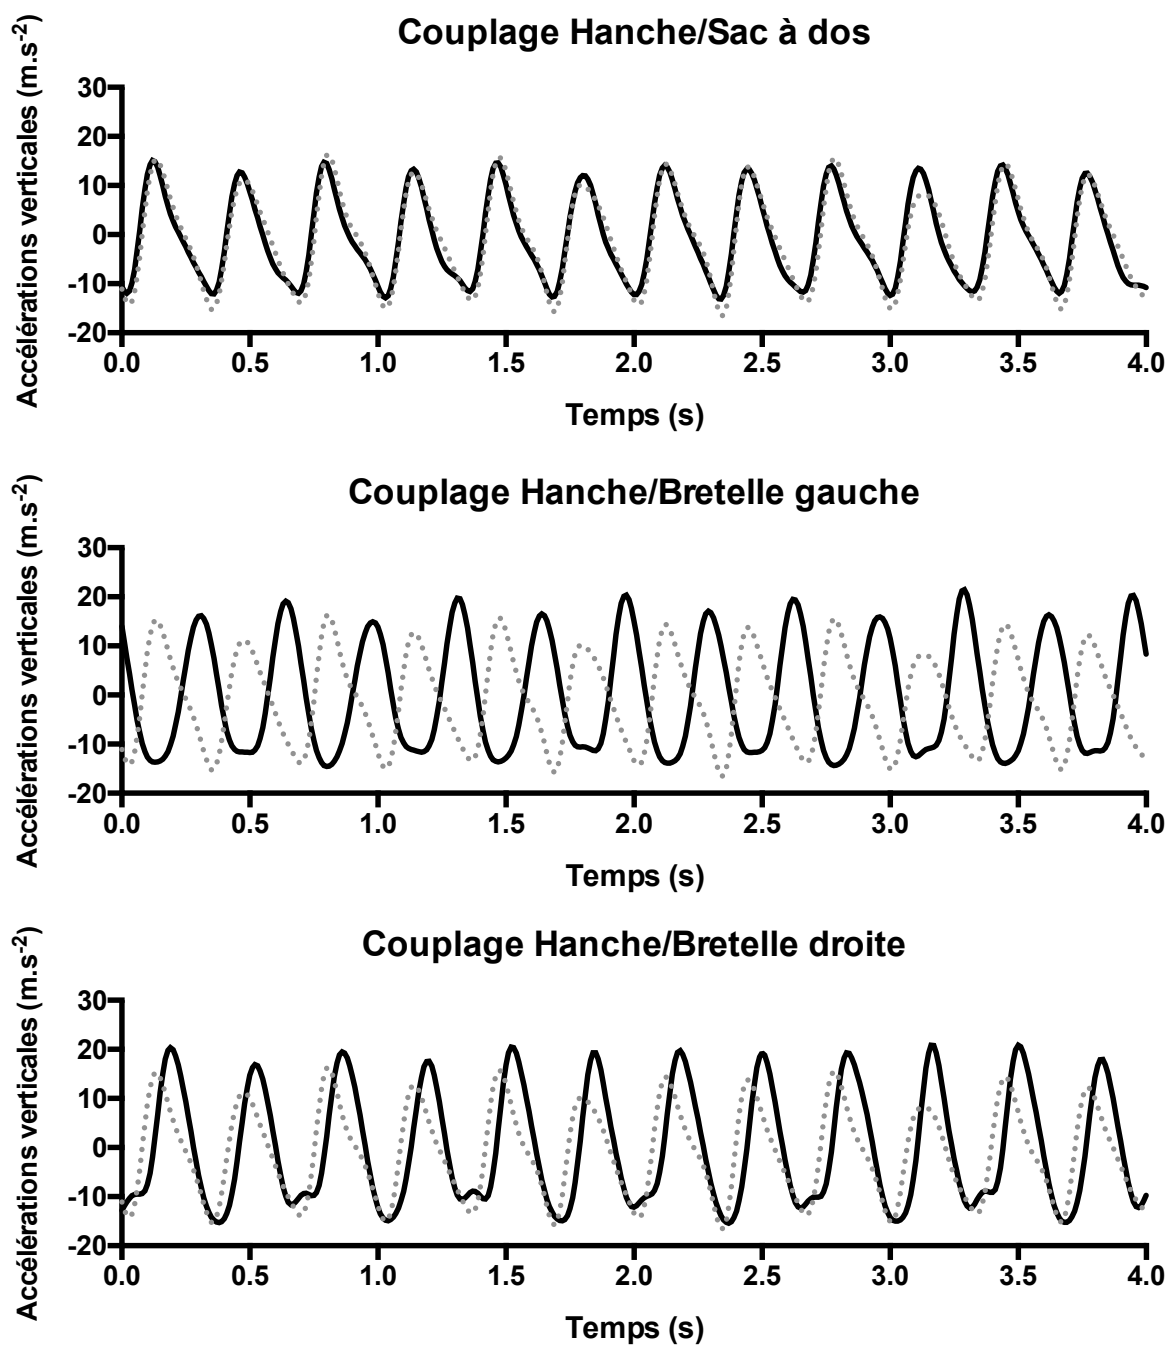 Couplage Hanche/Sac à dos
Accélérations verticales (m.s⁻²)
30
20
10
0
-10
-20
0.0 0.5 1.0 1.5 2.0 2.5 3.0 3.5 4.0
Temps (s)
Couplage Hanche/Bretelle gauche
Accélérations verticales (m.s⁻²)
30
20
10
0
-10
-20
0.0 0.5 1.0 1.5 2.0 2.5 3.0 3.5 4.0
Temps (s)
Couplage Hanche/Bretelle droite
Accélérations verticales (m.s⁻²)
30
20
10
0
-10
-20
0.0 0.5 1.0 1.5 2.0 2.5 3.0 3.5 4.0
Temps (s)